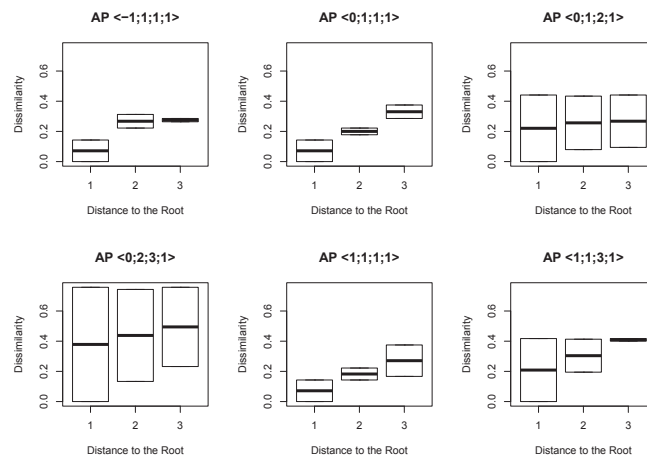 AP <−1;1;1;1>
AP <0;1;1;1>
AP <0;1;2;1>
Dissimilarity
0.0 0.2 0.4 0.6
1 2 3
Distance to the Root
Dissimilarity
0.0 0.2 0.4 0.6
1 2 3
Distance to the Root
Dissimilarity
0.0 0.2 0.4 0.6
1 2 3
Distance to the Root
AP <0;2;3;1>
AP <1;1;1;1>
AP <1;1;3;1>
Dissimilarity
0.0 0.2 0.4 0.6
1 2 3
Distance to the Root
Dissimilarity
0.0 0.2 0.4 0.6
1 2 3
Distance to the Root
Dissimilarity
0.0 0.2 0.4 0.6
1 2 3
Distance to the Root